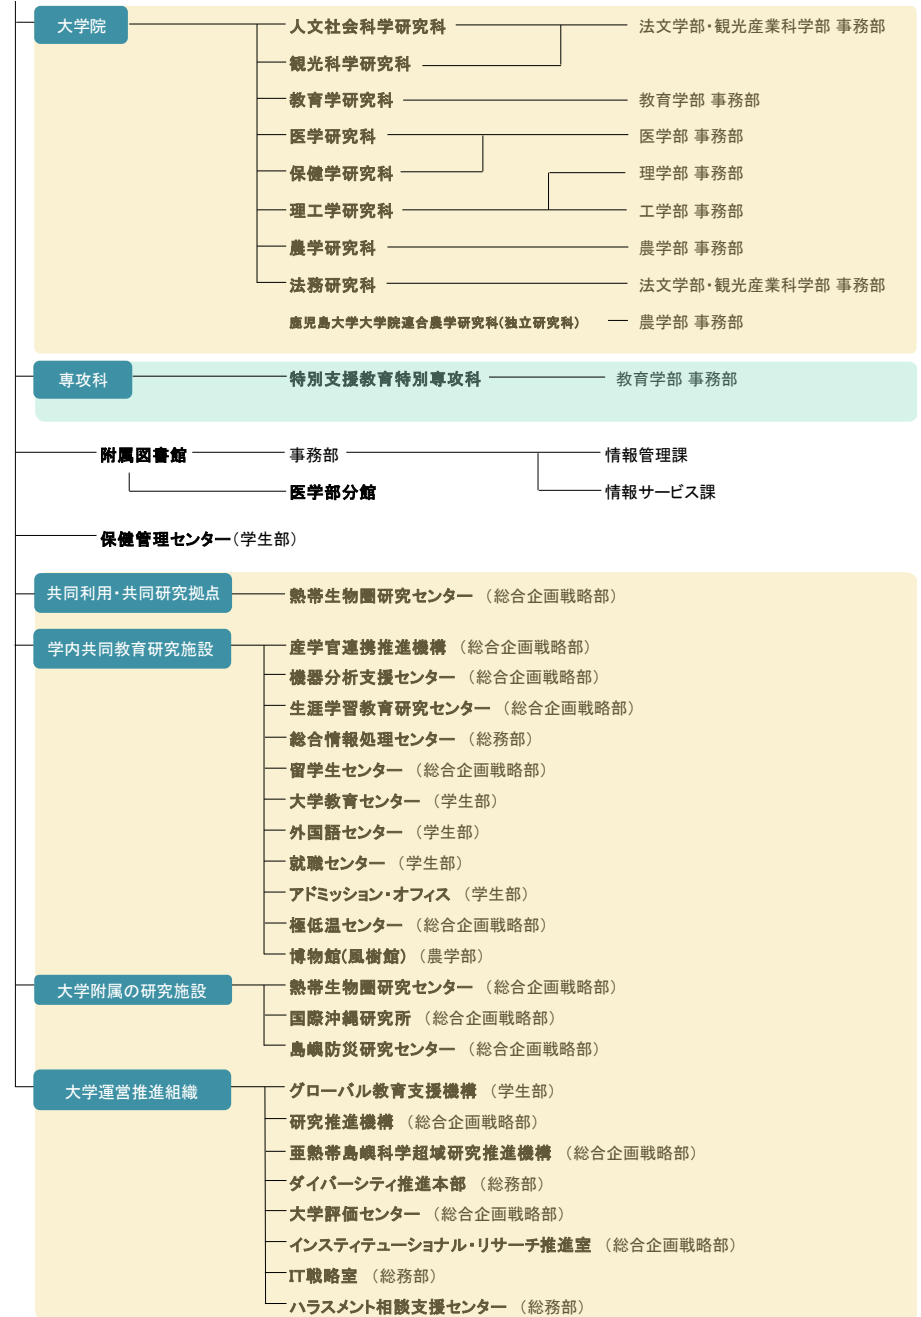 大学院 人文社会科学研究科 法文学部・観光産業科学部 事務部
観光科学研究科
教育学研究科 教育学部 事務部
医学研究科 医学部 事務部
保健学研究科 理学部 事務部
理工学研究科 工学部 事務部
農学研究科 農学部 事務部
法務研究科 法文学部・観光産業科学部 事務部
鹿児島大学大学院連合農学研究科(独立研究科) 農学部 事務部
専攻科 特別支援教育特別専攻科 教育学部 事務部
附属図書館 事務部 情報管理課
医学部分館 情報サービス課
保健管理センター(学生部)
共同利用・共同研究拠点 熱帯生物圏研究センター (総合企画戦略部)
学内共同教育研究施設 産学官連携推進機構 (総合企画戦略部)
機器分析支援センター (総合企画戦略部)
生涯学習教育研究センター (総合企画戦略部)
総合情報処理センター (総務部)
留学生センター (総合企画戦略部)
大学教育センター (学生部)
外国語センター (学生部)
就職センター (学生部)
アドミッション・オフィス (学生部)
極低温センター (総合企画戦略部)
博物館(風樹館) (農学部)
大学附属の研究施設 熱帯生物圏研究センター (総合企画戦略部)
国際沖縄研究所 (総合企画戦略部)
島嶼防災研究センター (総合企画戦略部)
大学運営推進組織 グローバル教育支援機構 (学生部)
研究推進機構 (総合企画戦略部)
亜熱帯島嶼科学超域研究推進機構 (総合企画戦略部)
ダイバーシティ推進本部 (総務部)
大学評価センター (総合企画戦略部)
インスティテューショナル・リサーチ推進室 (総合企画戦略部)
IT戦略室 (総務部)
ハラスメント相談支援センター (総務部)